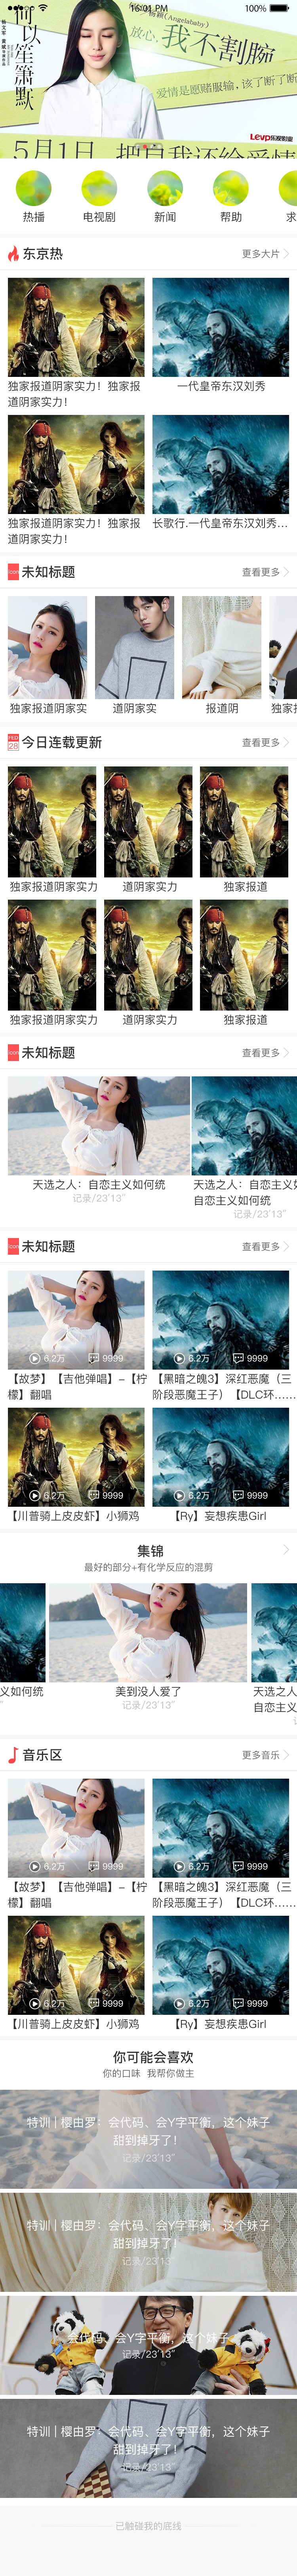 16:01 PM
100%
杨颖(Angelababy)
何以笙箫默
放心,我不割腕
爱情是愿赌服输,该了断了断
Levp乐视影业
5月1日 把自我还给爱情
热播
电视剧
新闻
帮助
求
东京热
更多大片
独家报道阴家实力！独家报
道阴家实力！
一代皇帝东汉刘秀
独家报道阴家实力！独家报
道阴家实力！
长歌行.一代皇帝东汉刘秀...
icon
未知标题
查看更多
独家报道阴家实
道阴家实
报道阴
独家报
FEB
28
今日连载更新
查看更多
独家报道阴家实力
道阴家实力
独家报道
独家报道阴家实力
道阴家实力
独家报道
icon
未知标题
查看更多
天选之人：自恋主义如何统
记录/23'13"
天选之人：自恋主义如
自恋主义如何统
记录/23'13"
icon
未知标题
查看更多
6.2万
9999
6.2万
9999
【故梦】【吉他弹唱】-【柠
檬】翻唱
【黑暗之魄3】深红恶魔（三
阶段恶魔王子）【DLC环……
6.2万
9999
6.2万
9999
【川普骑上皮皮虾】小狮鸡
【Ry】妄想疾患Girl
集锦
最好的部分+有化学反应的混剪
义如何统
美到没人爱了
记录/23'13"
天选之人
自恋主义
音乐区
更多音乐
6.2万
9999
6.2万
9999
【故梦】【吉他弹唱】-【柠
檬】翻唱
【黑暗之魄3】深红恶魔（三
阶段恶魔王子）【DLC环……
6.2万
9999
6.2万
9999
【川普骑上皮皮虾】小狮鸡
【Ry】妄想疾患Girl
你可能会喜欢
你的口味 我帮你做主
特训 | 樱由罗：会代码、会Y字平衡，这个妹子
甜到掉牙了！
记录/23'13"
特训 | 樱由罗：会代码、会Y字平衡，这个妹子
甜到掉牙了！
记录/23'13"
会代码、会Y字平衡，这个妹子
记录/23'13"
特训 | 樱由罗：会代码、会Y字平衡，这个妹子
甜到掉牙了！
记录/23'13"
已触碰我的底线